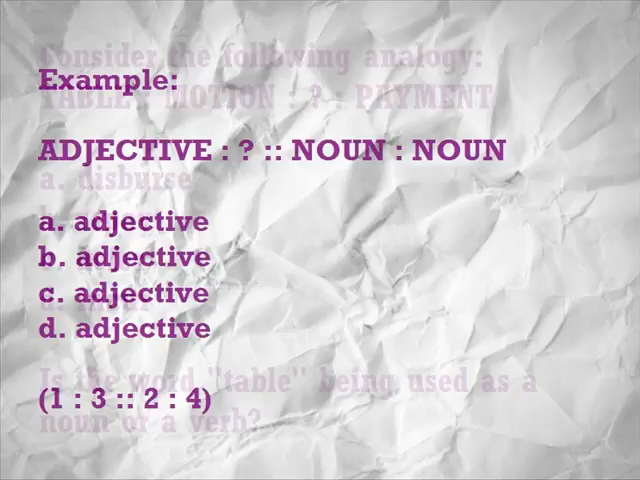 Consider the following analogy:
Example:
TABLE : MOTION : ? : PAYMENT
ADJECTIVE : ? :: NOUN : NOUN
a. disburse
a. adjective
b. adjective
c. adjective
d. adjective
Is the word "table" being used as a
(1 : 3 :: 2 : 4)
noun or a verb?